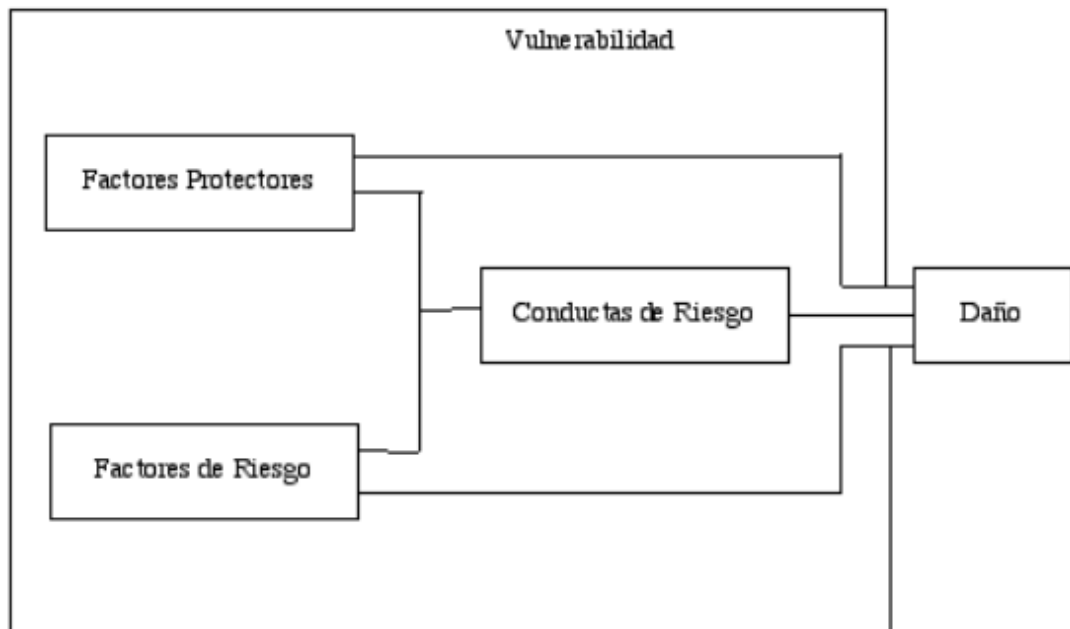 Vulnerabilidad
Factores Protectores
Conductas de Riesgo
Daño
Factores de Riesgo